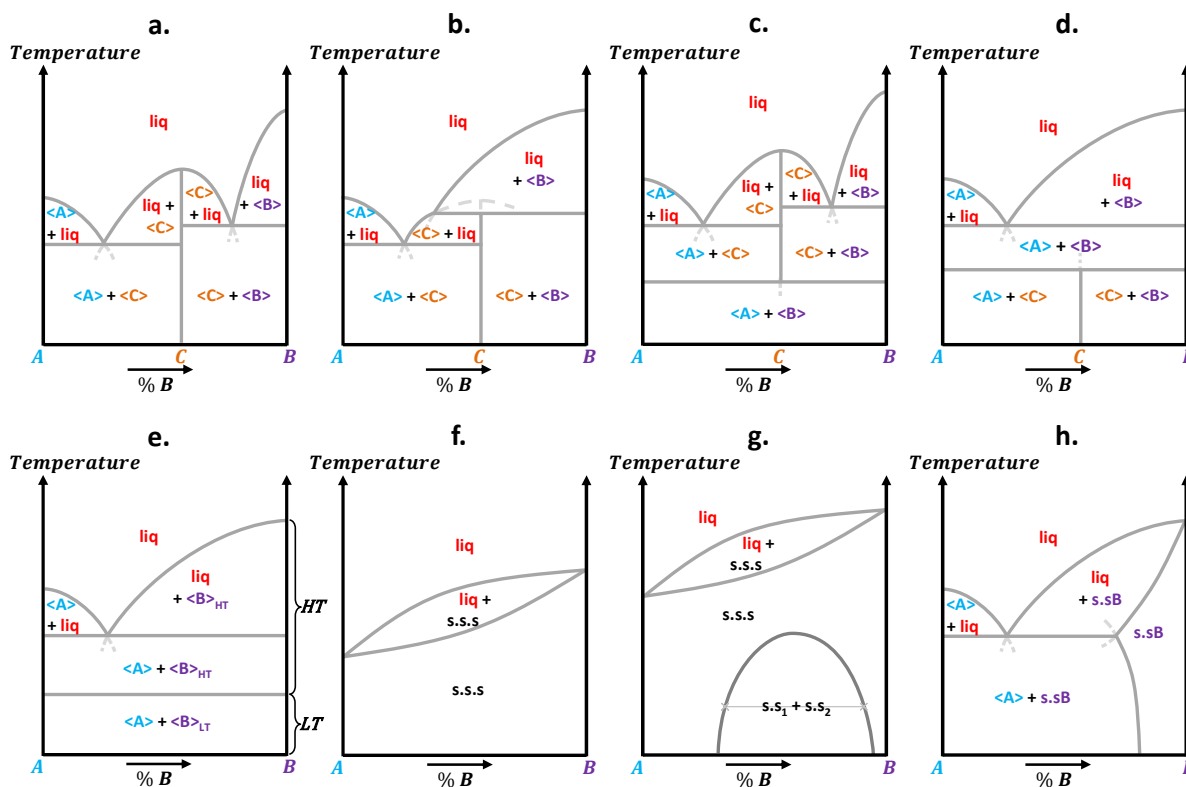 a.
b.
c.
d.
Temperature
Temperature
Temperature
Temperature
liq
<A>
+ liq
liq +
<C>
<C>
+ liq
liq
+ <B>
<A> + <C>
<C> + <B>
A
C
B
% B
liq
<A>
+ liq
<C> + liq
liq
+ <B>
<A> + <C>
<C> + <B>
A
C
B
% B
liq
<A>
+ liq
liq +
<C>
<C>
+ liq
liq
+ <B>
<A> + <C>
<C> + <B>
<A> + <B>
A
C
B
% B
liq
<A>
+ liq
liq
+ <B>
<A> + <B>
<A> + <C>
<C> + <B>
A
C
% B
e.
f.
g.
h.
Temperature
Temperature
Temperature
Temperature
liq
<A>
+ liq
liq
+ <B>HT
<A> + <B>HT
<A> + <B>LT
HT
LT
A
B
% B
liq
liq +
s.s.s
s.s.s
A
B
% B
liq
liq +
s.s.s
s.s.s
s.s1 + s.s2
A
B
% B
liq
<A>
+ liq
liq
+ s.sB
s.sB
<A> + s.sB
A
% B